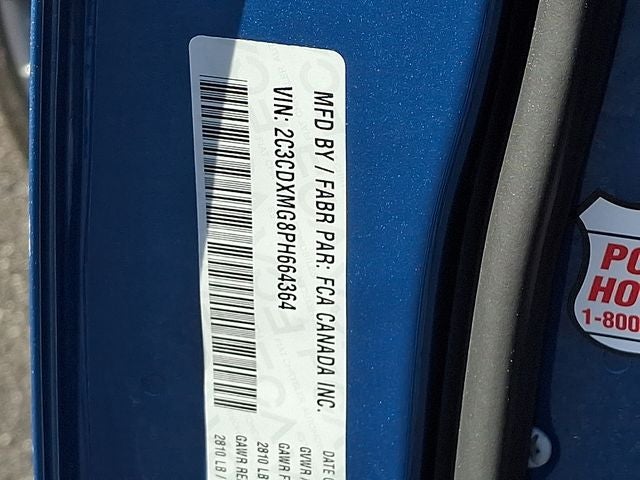 MFD BY / FABR PAR: FCA CANADA INC.
VIN: 2C3CDXMG8PH664364
DATE O
GVWR
GAWR F
2810 LB
GAWR RE
2810 LB /
PO
HO
1-800